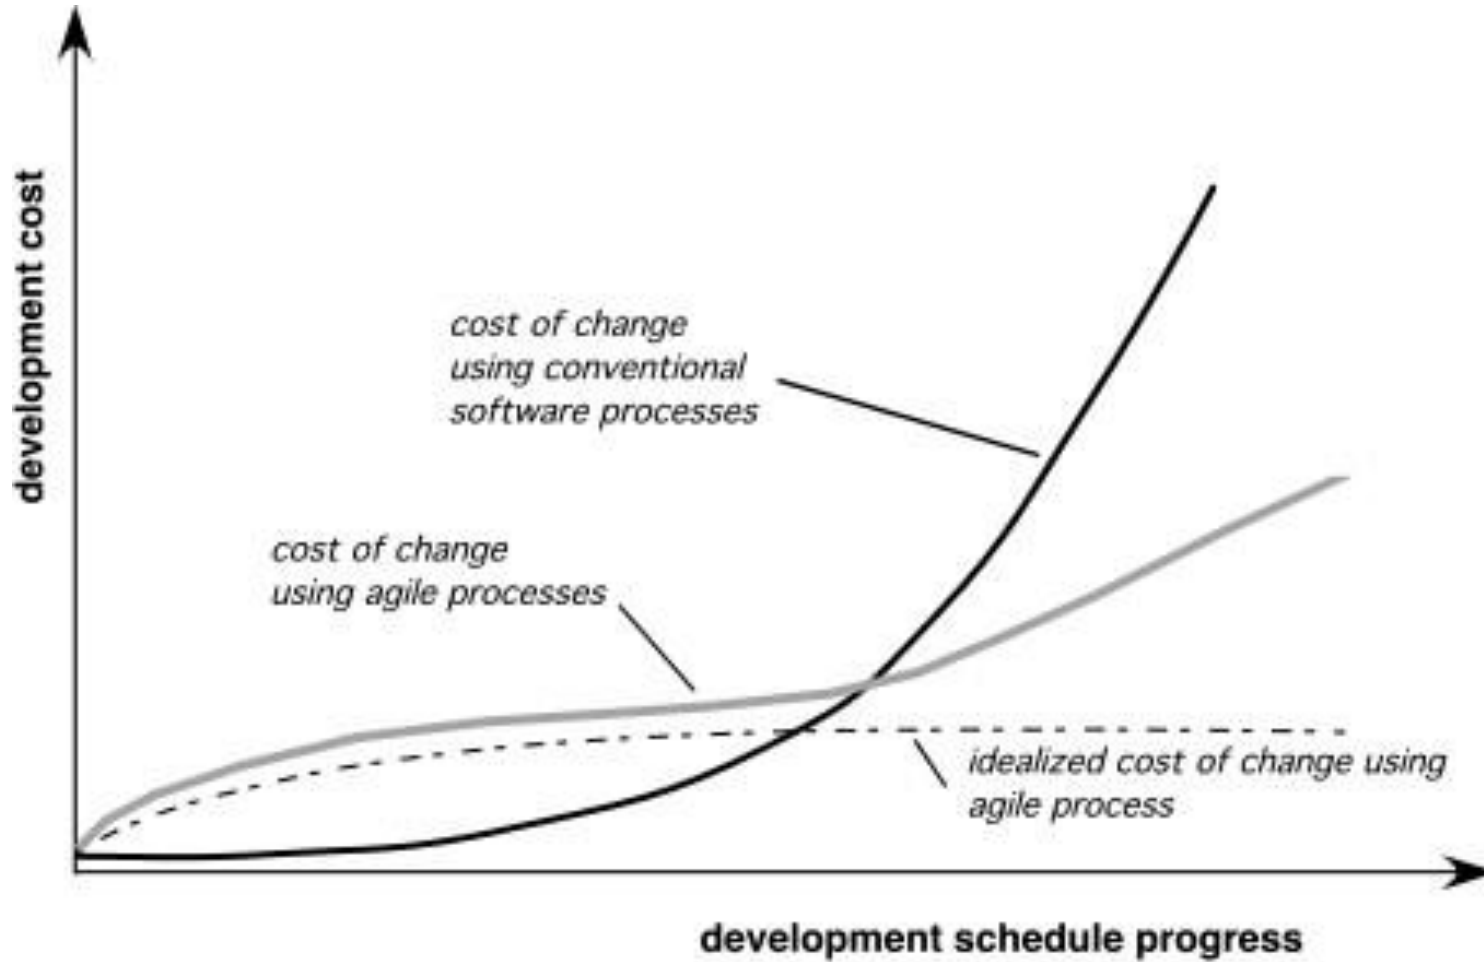 development cost
cost of change
using conventional
software processes
cost of change
using agile processes
idealized cost of change using
agile process
development schedule progress